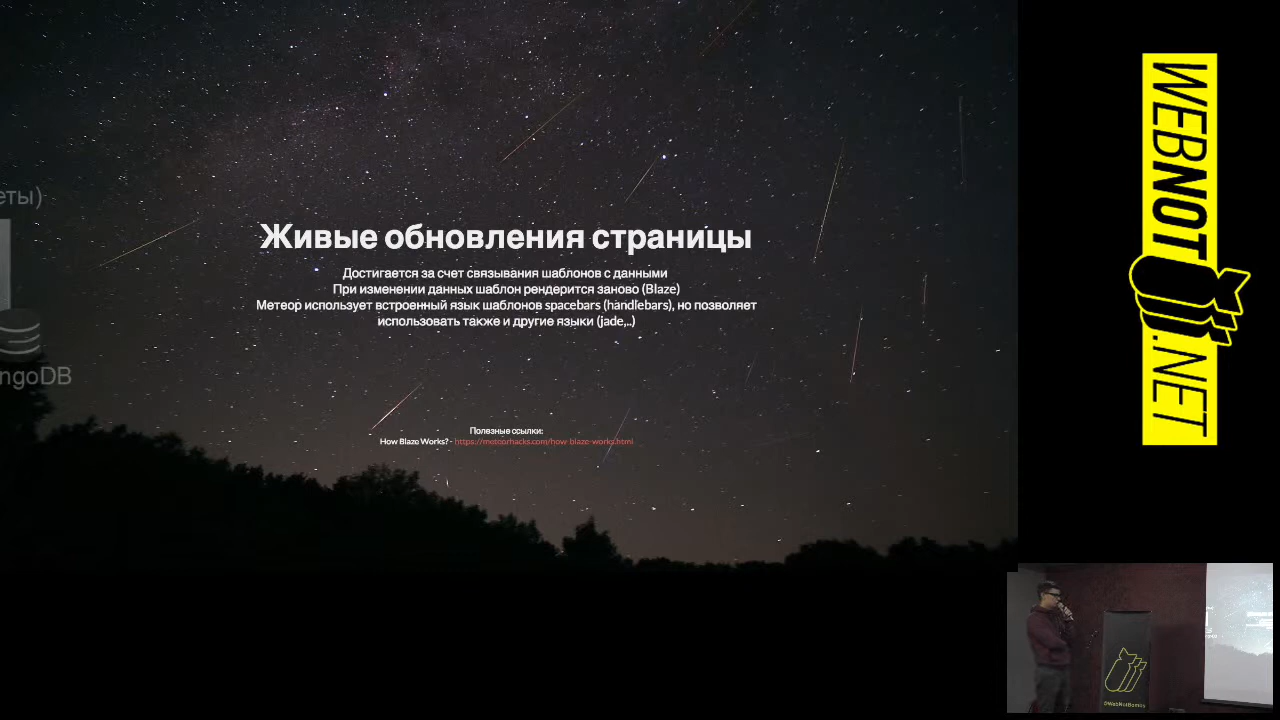 еты)
ngoDB
Живые обновления страницы
Достигается за счет связывания шаблонов с данными
При изменении данных шаблон рендерится заново (Blaze)
Метеор использует встроенный язык шаблонов spacebars (handlebars), но позволяет
использовать также и другие языки (jade,..)
Полезные ссылки:
How Blaze Works? - https://meteorhacks.com/how-blaze-works.html
WEBNOT
.NET
@WebNotBombs